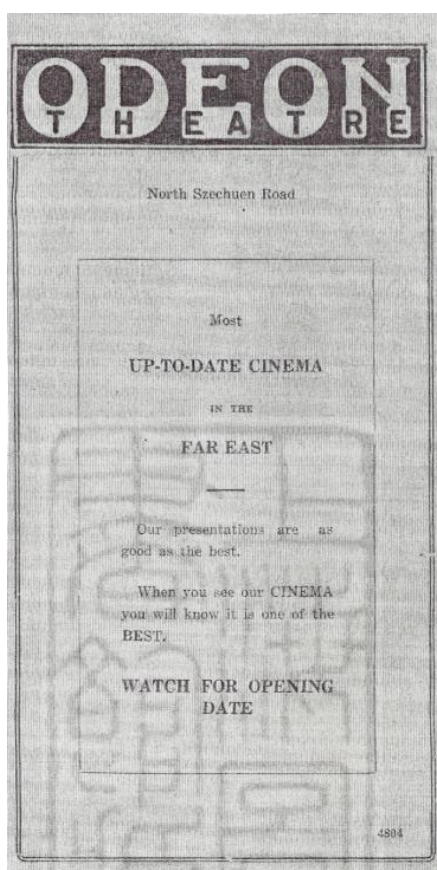 ODEON
THEATRE
North Szechuen Road
Most
UP-TO-DATE CINEMA
IN THE
FAR EAST
Our presentations are as
good as the best.
When you see our CINEMA
you will know it is one of the
BEST.
WATCH FOR OPENING
DATE
4804